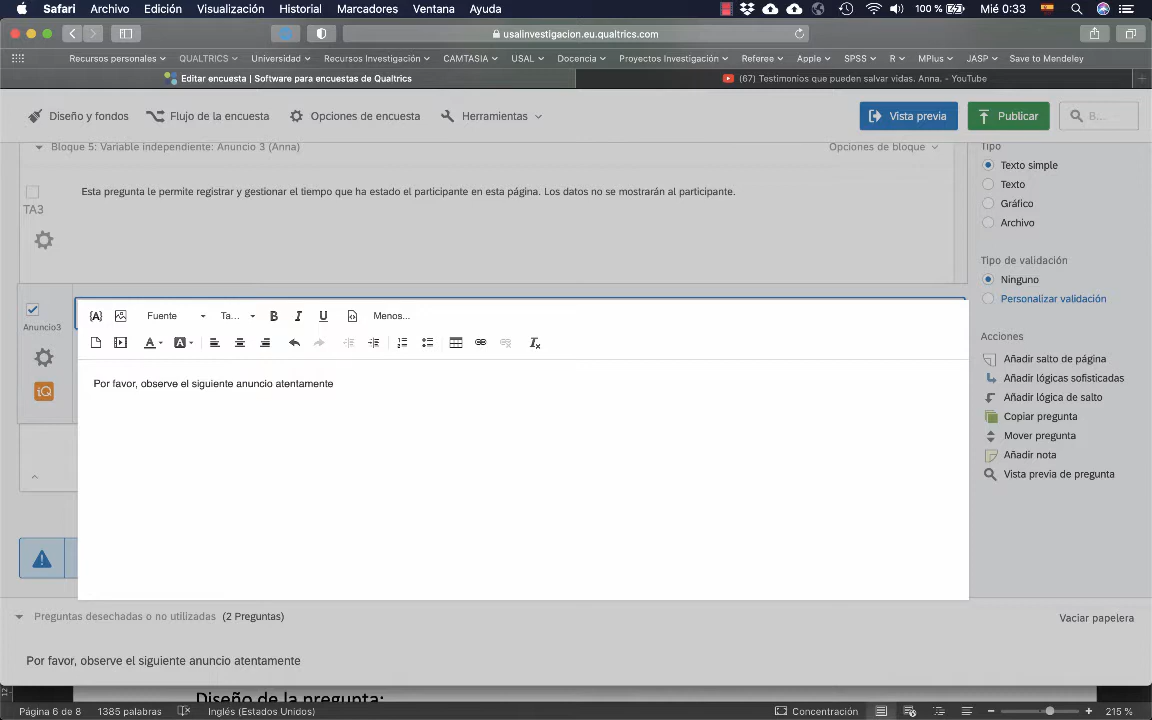 Safari Archivo Edición Visualización Historial Marcadores Ventana Ayuda 100 % Mié 0:33
usalinvestigacion.eu.qualtrics.com
Recursos personales QUALTRICS Universidad Recursos Investigación CAMTASIA USAL Docencia Proyectos Investigación Referee Apple SPSS R MPlus JASP Save to Mendeley
Editar encuesta | Software para encuestas de Qualtrics (67) Testimonios que pueden salvar vidas. Anna. - YouTube
Diseño y fondos Flujo de la encuesta Opciones de encuesta Herramientas Vista previa Publicar B...
Bloque 5: Variable independiente: Anuncio 3 (Anna) Opciones de bloque
Tipo
Texto simple
Esta pregunta le permite registrar y gestionar el tiempo que ha estado el participante en esta página. Los datos no se mostrarán al participante.
Texto
TA3
Gráfico
Archivo
Tipo de validación
Ninguno
Personalizar validación
Anuncio3
Fuente Ta... B I U Menos...
Acciones
A A
iQ
Añadir salto de página
Por favor, observe el siguiente anuncio atentamente
Añadir lógicas sofisticadas
Añadir lógica de salto
Copiar pregunta
Mover pregunta
Añadir nota
Vista previa de pregunta
Preguntas desechadas o no utilizadas (2 Preguntas) Vaciar papelera
Por favor, observe el siguiente anuncio atentamente
Diseño de la pregunta:
Página 6 de 8 1385 palabras Inglés (Estados Unidos) Concentración 215 %